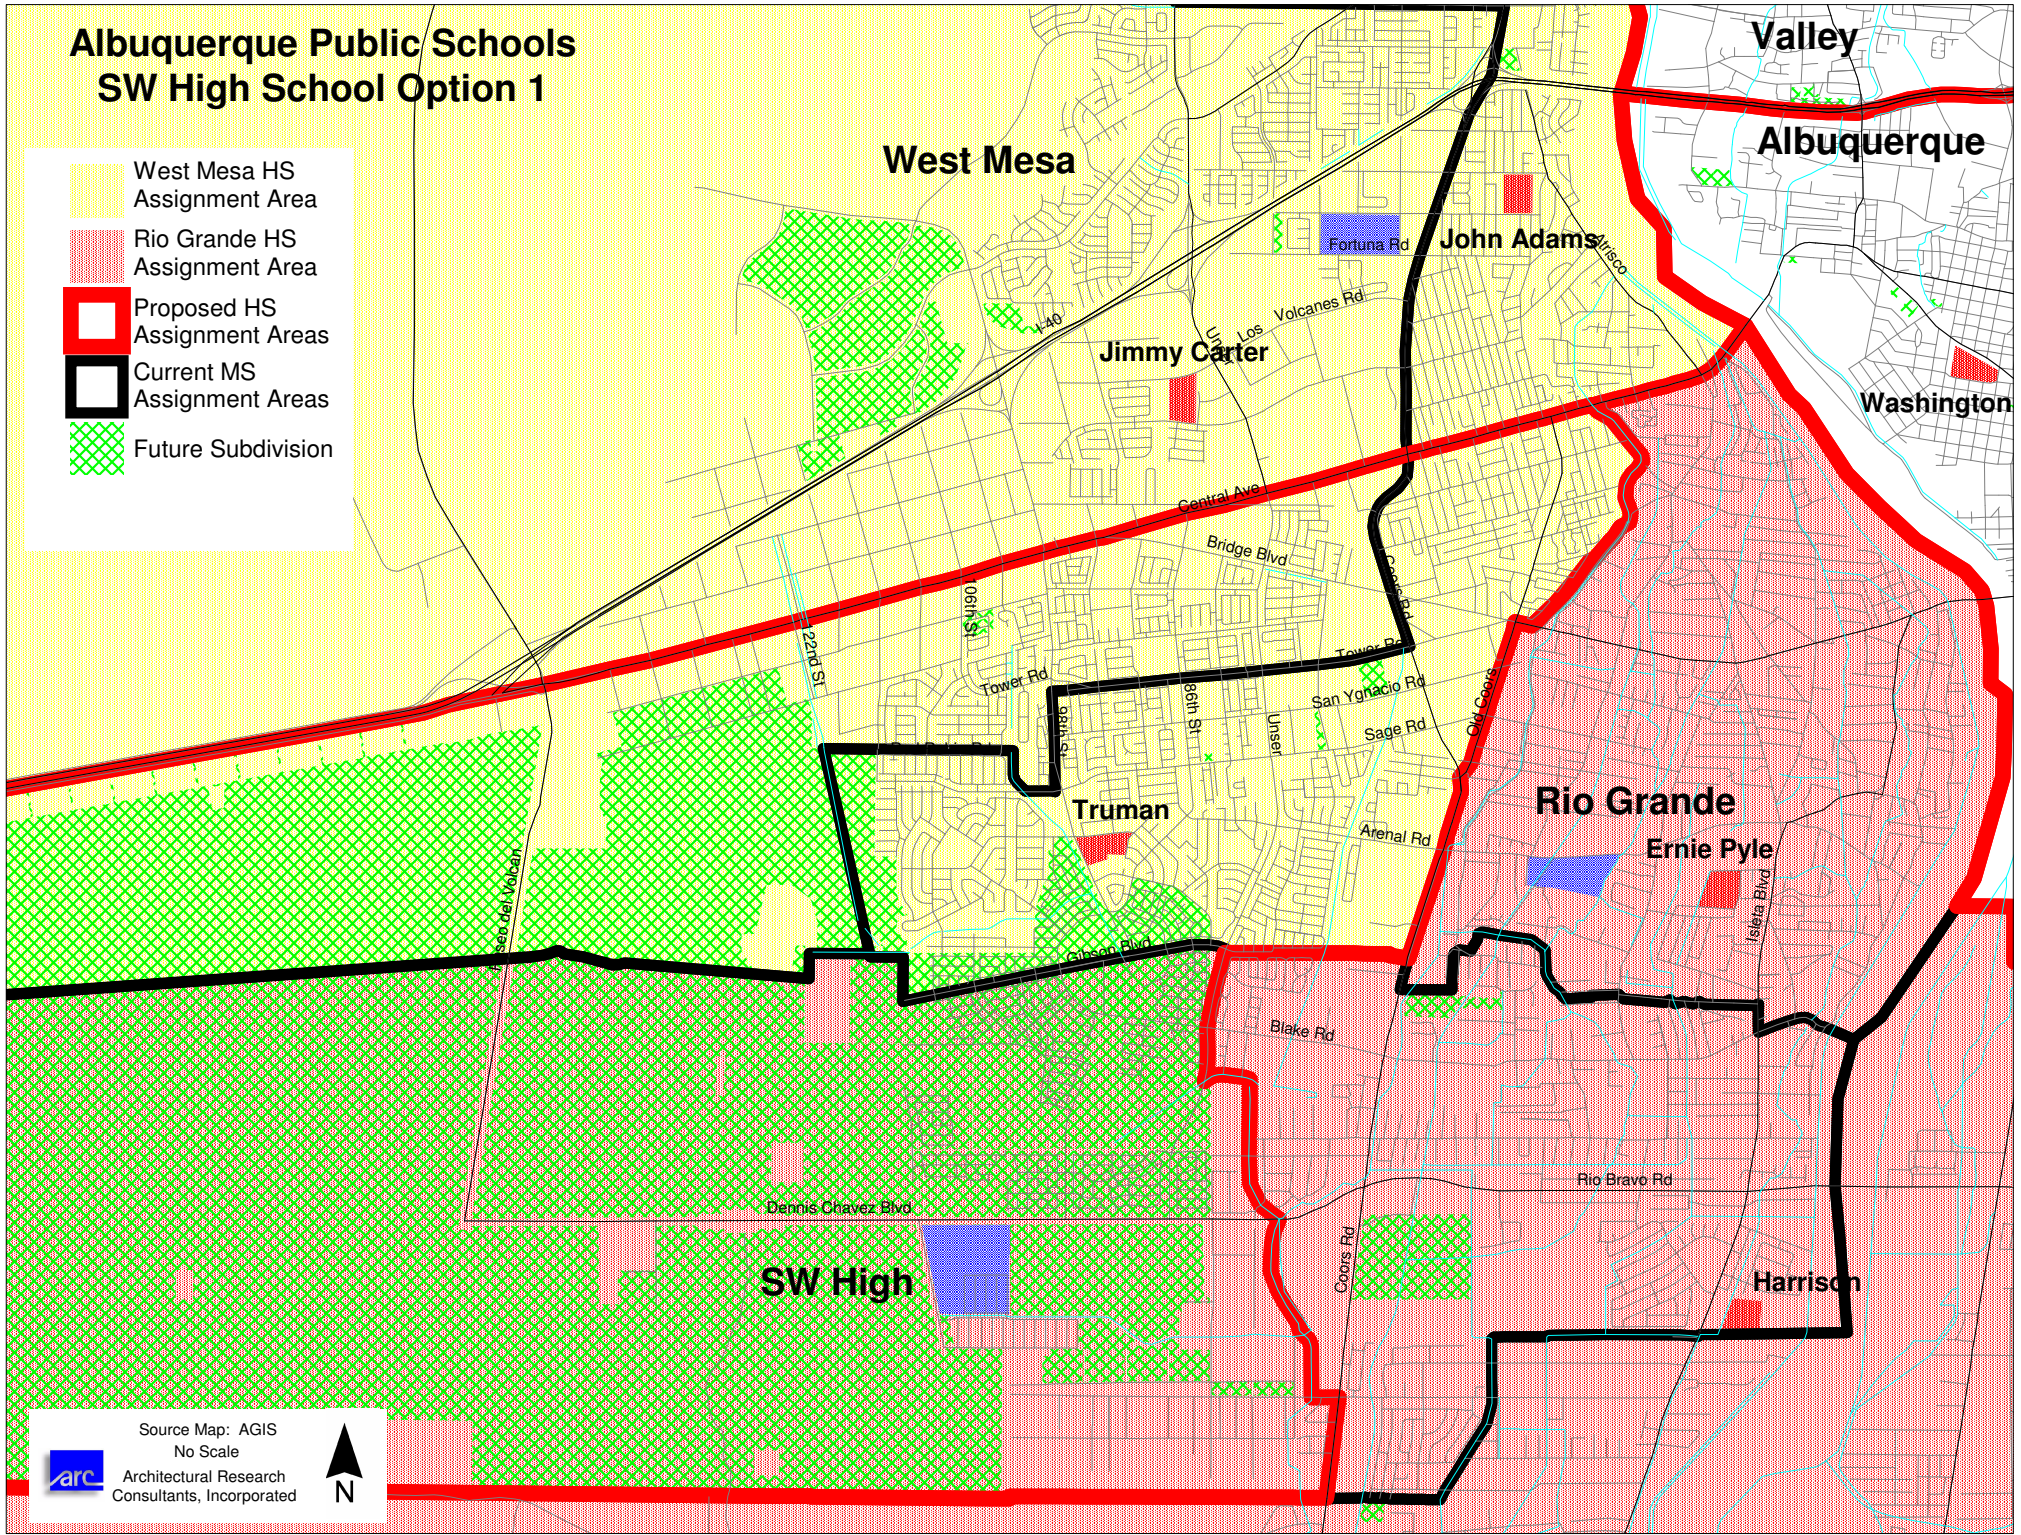 Albuquerque Public Schools
SW High School Option 1
West Mesa HS
Assignment Area
Rio Grande HS
Assignment Area
Proposed HS
Assignment Areas
Current MS
Assignment Areas
Future Subdivision
Valley
Albuquerque
West Mesa
Fortuna Rd
John Adams
Atrisco
Los Volcanes Rd
I-40
Unser
Jimmy Carter
Washington
Central Ave
Bridge Blvd
106th St
Coors Rd
122nd St
Tower Rd
Tower Rd
98th St
86th St
San Ygnacio Rd
Unser
Sage Rd
Old Coors
Truman
Arenal Rd
Rio Grande
Ernie Pyle
Isleta Blvd
Paseo del Volcan
Gibson Blvd
Blake Rd
Rio Bravo Rd
Dennis Chavez Blvd
Coors Rd
SW High
Harrison
Source Map: AGIS
No Scale
arc
Architectural Research
Consultants, Incorporated
N